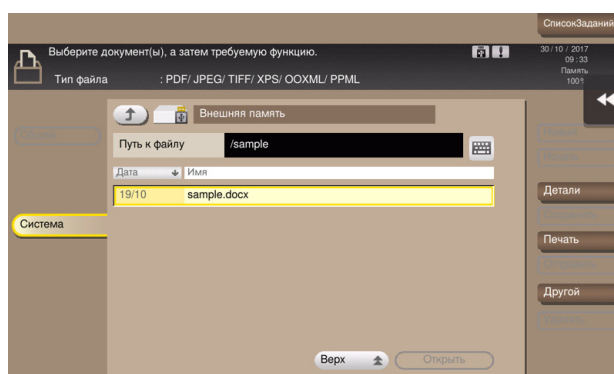 СписокЗаданий
Выберите документ(ы), а затем требуемую функцию.
Тип файла : PDF/ JPEG/ TIFF/ XPS/ OOXML/ PPML
30/10 / 2017
09:33
Память
100%
Внешняя память
Путь к файлу /sample
Дата Имя
19/10 sample.docx
Система
Детали
Печать
Другой
Верх Открыть